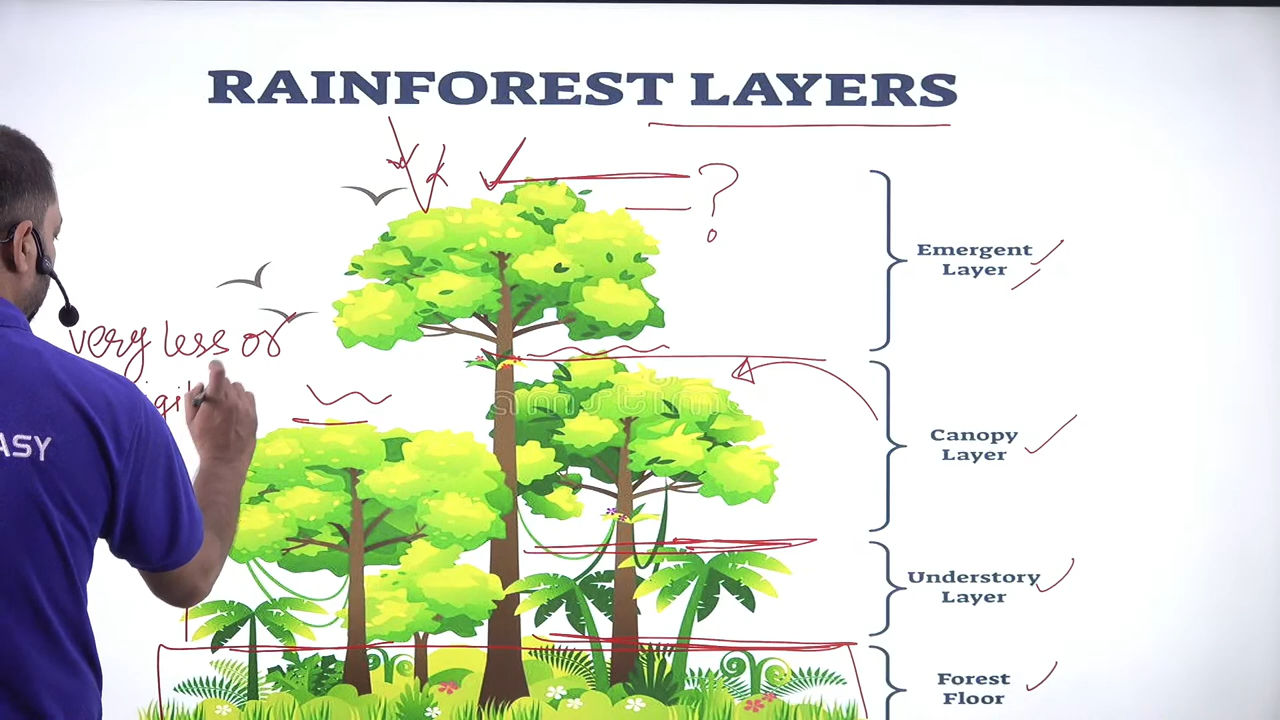 RAINFOREST LAYERS
?
Emergent
Layer
very less or
ASY
Canopy
Layer
Understory
Layer
Forest
Floor